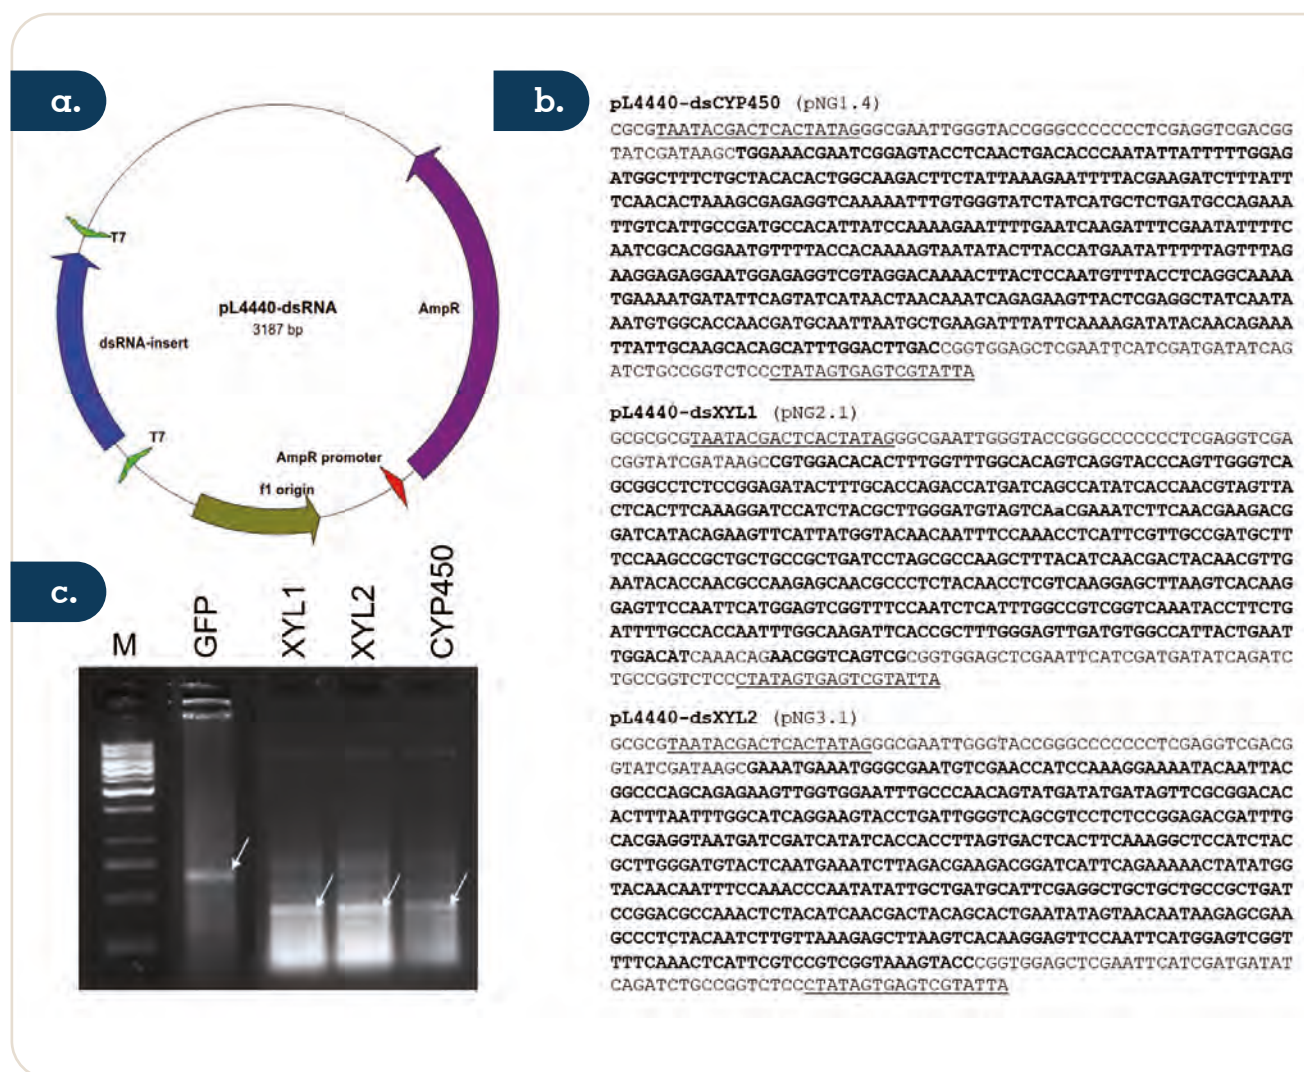 a.
T7
dsRNA-insert
T7
pL4440-dsRNA
3187 bp
AmpR
AmpR promoter
f1 origin
b.
pL4440-dsCYP450 (pNG1.4)
CGCGTAATACGACTCACTATAGGGCGAATTGGGTACCGGGCCCCCCCTCGAGGTCGACGG
TATCGATAAGCTGGAAACGAATCGGAGTACCTCAACTGACACCCAATATTATTTTTGGAG
ATGGCTTTCTGCTACACACTGGCAAGACTTCTATTAAAGAATTTTACGAAGATCTTTATT
TCAACACTAAAGCGAGAGGTCAAAAATTTGTGGGTATCTATCATGCTCTGATGCCAGAAA
TTGTCATTGCCGATGCCACATTATCCAAAAGAATTTTGAATCAAGATTTCGAATATTTTC
AATCGCACGGAATGTTTTACCACAAAAGTAATATACTTACCATGAATATTTTTAGTTTAG
AAGGAGAGGAATGGAGAGGTCGTAGGACAAAACTTACTCCAATGTTTACCTCAGGCAAAA
TGAAAATGATATTCAGTATCATAACTAACAAATCAGAGAAGTTACTCGAGGCTATCAATA
AATGTGGCACCAACGATGCAATTAATGCTGAAGATTTATTCAAAAGATATACAACAGAAA
TTATTGCAAGCACAGCATTTGGACTTGACCGGTGGAGCTCGAATTCATCGATGATATCAG
ATCTGCCGGTCTCCCTATAGTGAGTCGTATTA
pL4440-dsXYL1 (pNG2.1)
GCGCGCGTAATACGACTCACTATAGGGCGAATTGGGTACCGGGCCCCCCCTCGAGGTCGA
CGGTATCGATAAGCCGTGGACACACTTTGGTTTGGCACAGTCAGGTACCCAGTTGGGTCA
GCGGCCTCTCCGGAGATACTTTGCACCAGACCATGATCAGCCATATCACCAACGTAGTTA
CTCACTTCAAAGGATCCATCTACGCTTGGGATGTAGTCAaCGAAATCTTCAACGAAGACG
GATCATACAGAAGTTCATTATGGTACAACAATTTCCAAACCTCATTCGTTGCCGATGCTT
TCCAAGCCGCTGCTGCCGCTGATCCTAGCGCCAAGCTTTACATCAACGACTACAACGTTG
AATACACCAACGCCAAGAGCAACGCCCTCTACAACCTCGTCAAGGAGCTTAAGTCACAAG
GAGTTCCAATTCATGGAGTCGGTTTCCAATCTCATTTGGCCGTCGGTCAAATACCTTCTG
ATTTTGCCACCAATTTGGCAAGATTCACCGCTTTGGGAGTTGATGTGGCCATTACTGAAT
TGGACATCAAACAGAACGGTCAGTCGCGGTGGAGCTCGAATTCATCGATGATATCAGATC
TGCCGGTCTCCCTATAGTGAGTCGTATTA
pL4440-dsXYL2 (pNG3.1)
GCGCGTAATACGACTCACTATAGGGCGAATTGGGTACCGGGCCCCCCCTCGAGGTCGACG
GTATCGATAAGCGAAATGAAATGGGCGAATGTCGAACCATCCAAAGGAAAATACAATTAC
GGCCCAGCAGAGAAGTTGGTGGAATTTGCCCAACAGTATGATATGATAGTTCGCGGACAC
ACTTTAATTTGGCATCAGGAAGTACCTGATTGGGTCAGCGTCCTCTCCGGAGACGATTTG
CACGAGGTAATGATCGATCATATCACCACCTTAGTGACTCACTTCAAAGGCTCCATCTAC
GCTTGGGATGTACTCAATGAAATCTTAGACGAAGACGGATCATTCAGAAAAACTATATGG
TACAACAATTTCCAAACCCAATATATTGCTGATGCATTCGAGGCTGCTGCTGCCGCTGAT
CCGGACGCCAAACTCTACATCAACGACTACAGCACTGAATATAGTAACAATAAGAGCGAA
GCCCTCTACAATCTTGTTAAAGAGCTTAAGTCACAAGGAGTTCCAATTCATGGAGTCGGT
TTTCAAACTCATTCGTCCGTCGGTAAAGTACCCCGGTGGAGCTCGAATTCATCGATGATAT
CAGATCTGCCGGTCTCCCTATAGTGAGTCGTATTA
c.
M
GFP
XYL1
XYL2
CYP450